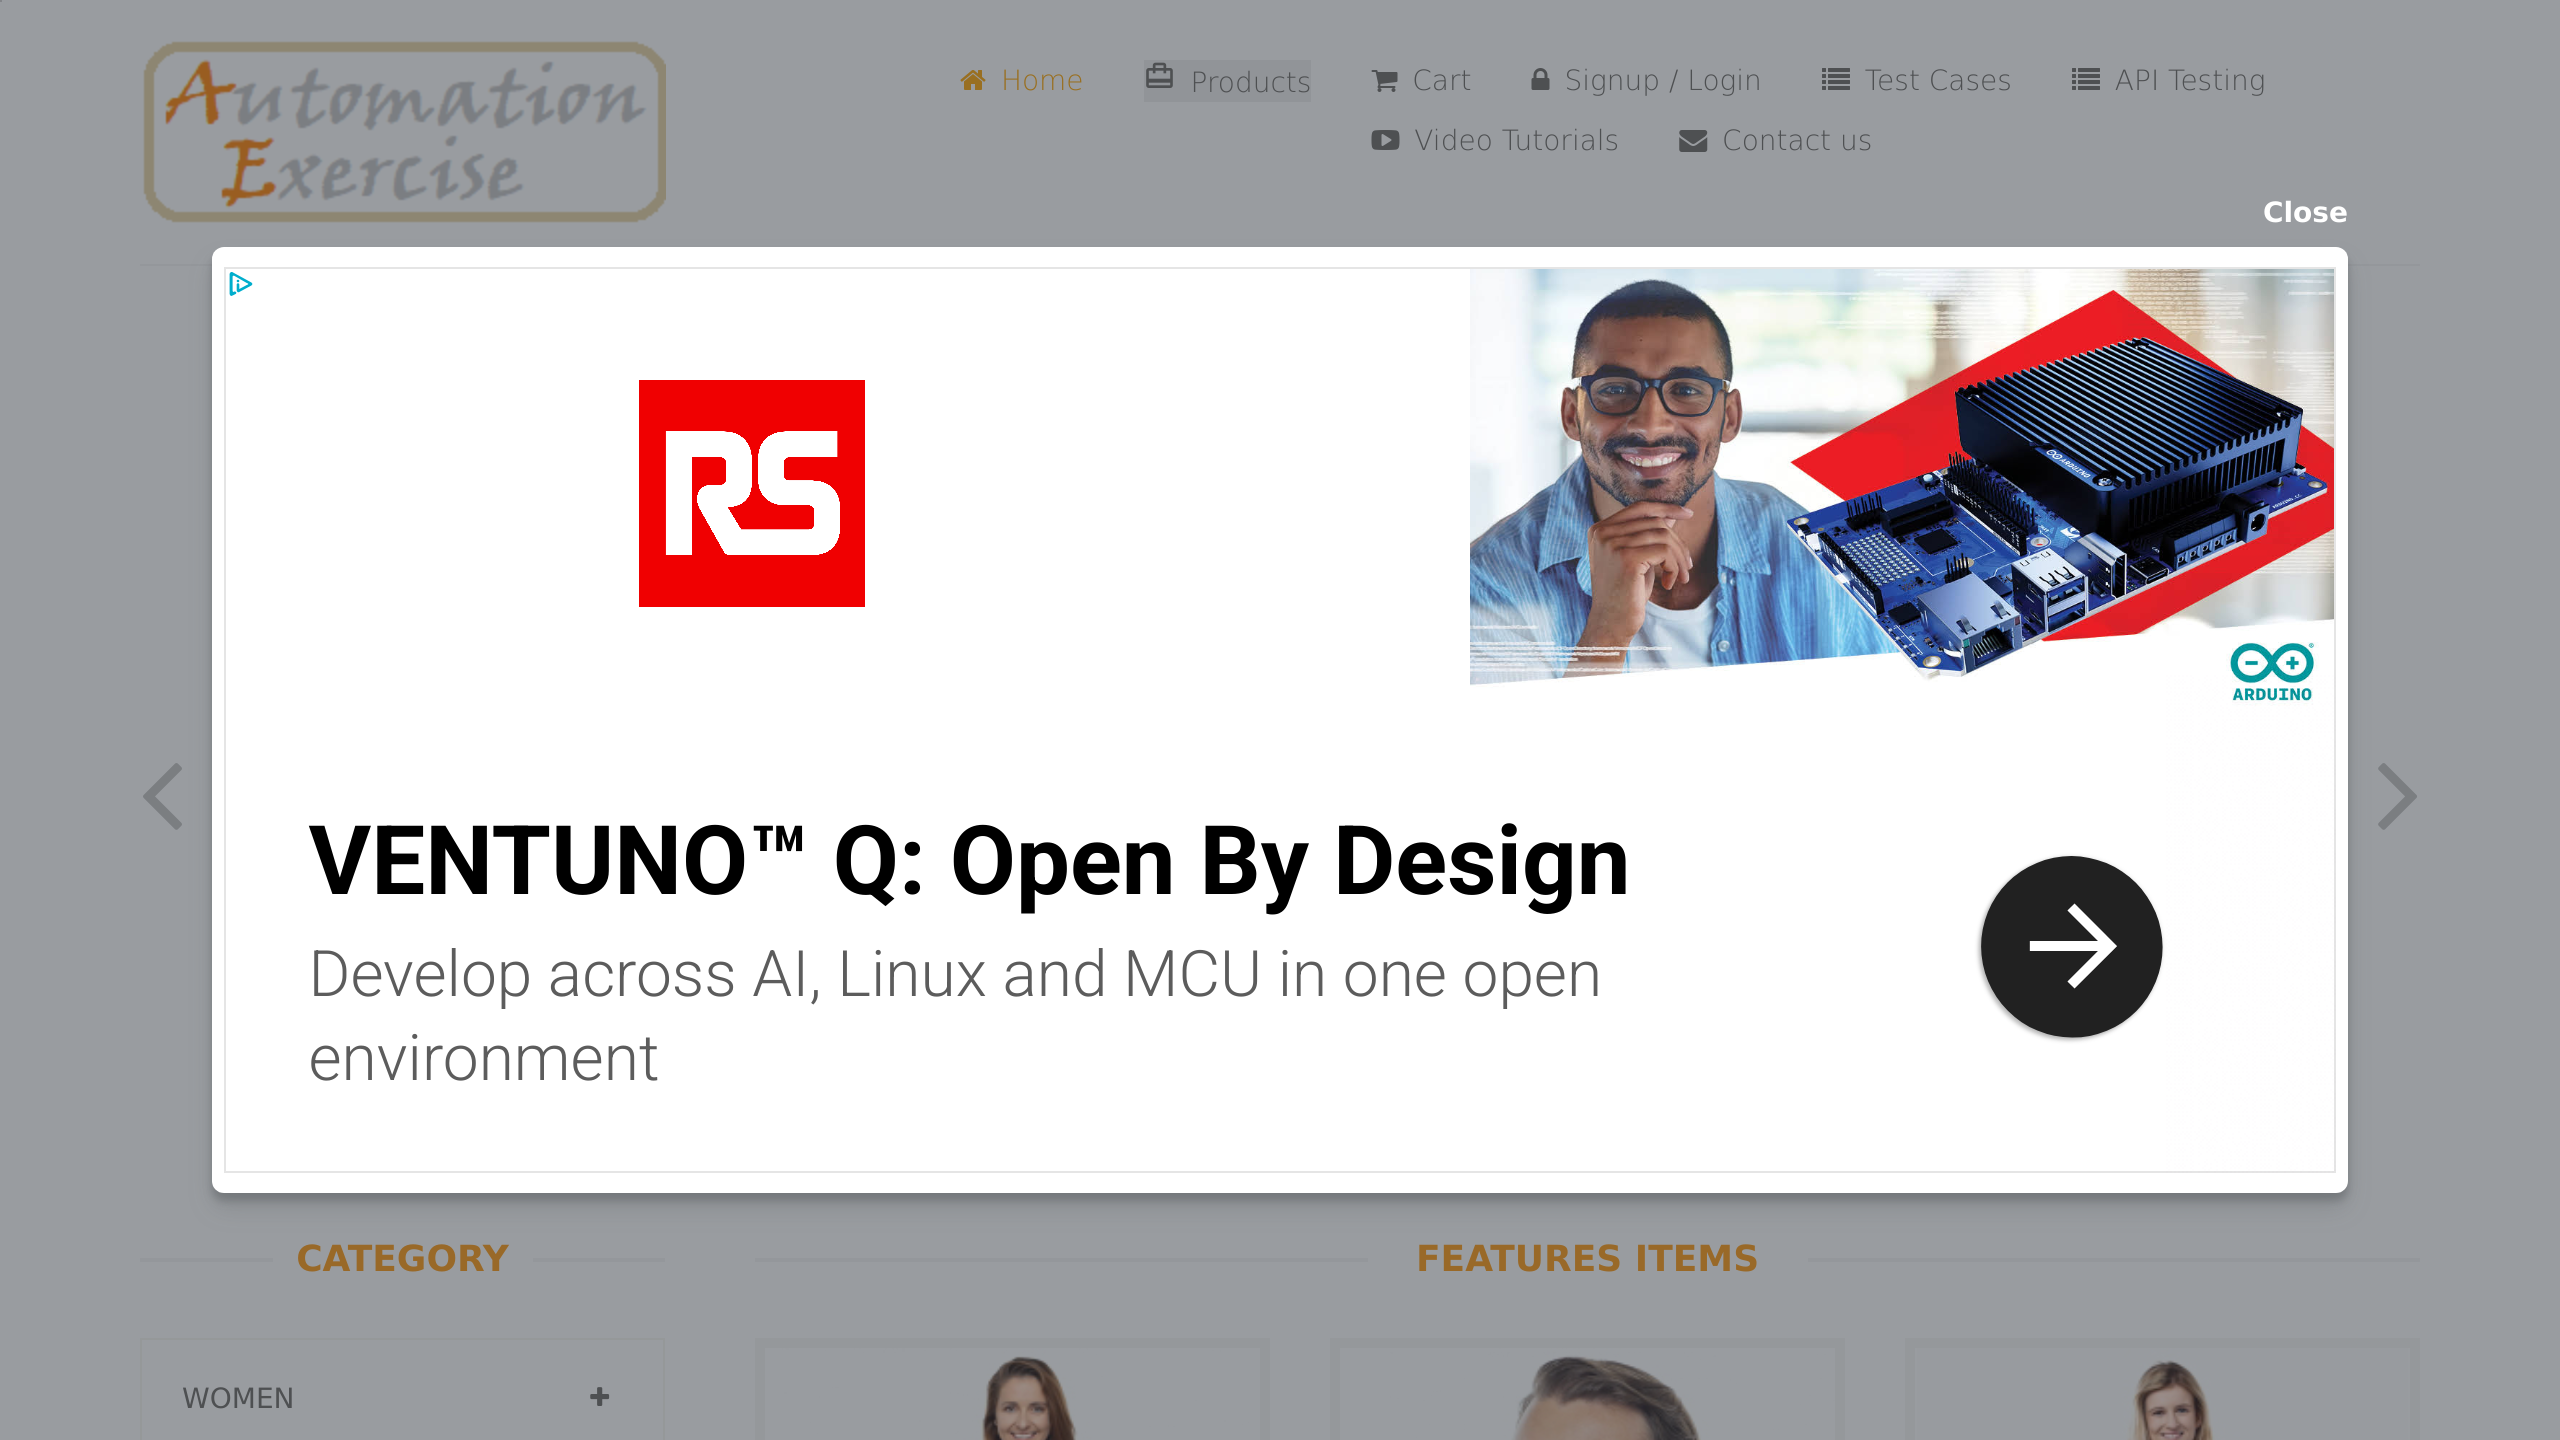 Automation
Exercise
Home
Products
Cart
Signup / Login
Test Cases
API Testing
Video Tutorials
Contact us
Close
RS
ARDUINO
VENTUNO™ Q: Open By Design
Develop across AI, Linux and MCU in one open
environment
CATEGORY
FEATURES ITEMS
WOMEN